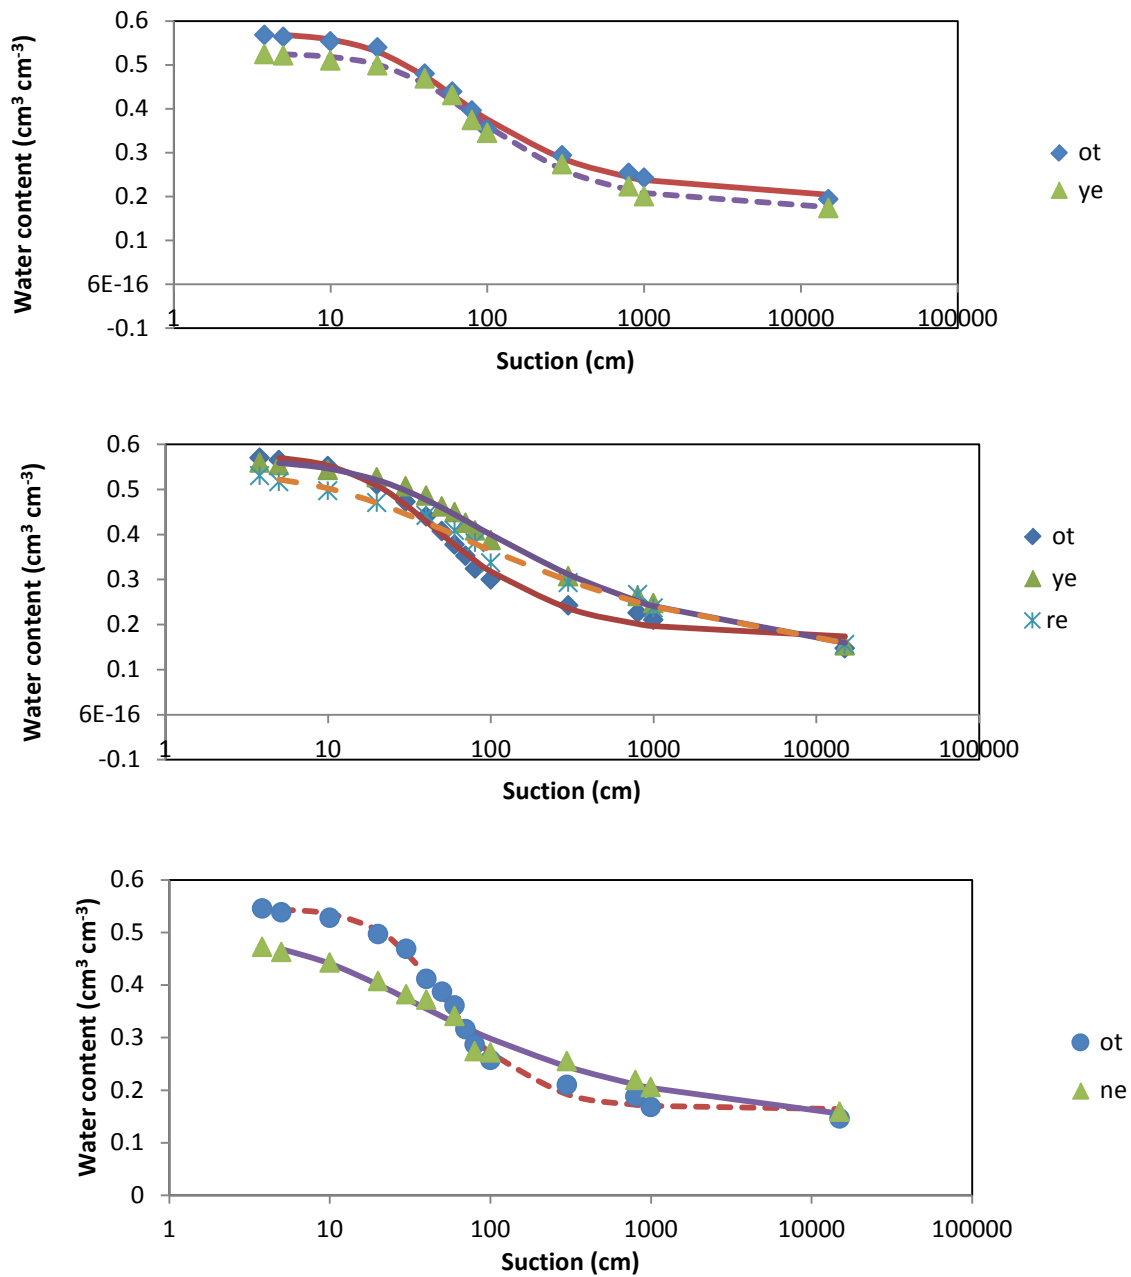 0.6
0.5
0.4
0.3
0.2
0.1
6E-16
-0.1
1 10 100 1000 10000 100000
Water content (cm³ cm⁻³)
Suction (cm)
ot
ye
0.6
0.5
0.4
0.3
0.2
0.1
6E-16
-0.1
1 10 100 1000 10000 100000
Water content (cm³ cm⁻³)
Suction (cm)
ot
ye
re
0.6
0.5
0.4
0.3
0.2
0.1
0
1 10 100 1000 10000 100000
Water content (cm³ cm⁻³)
Suction (cm)
ot
ne